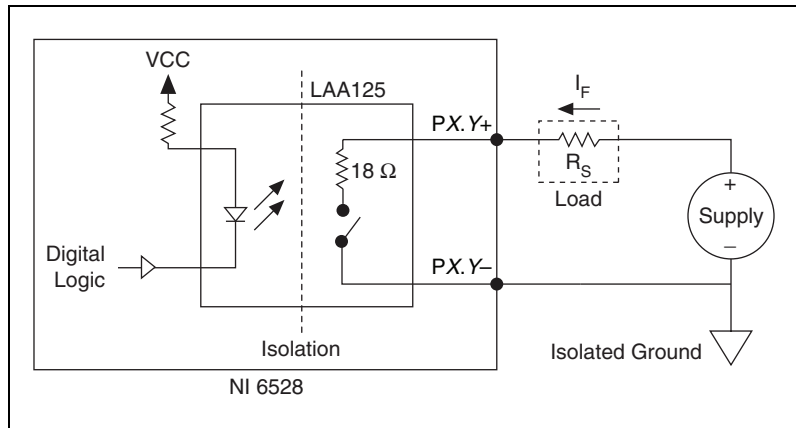 VCC
LAA125
PX.Y+
I_F
18 Ω
R_S
Load
+
Supply
–
Digital
Logic
PX.Y–
Isolation
Isolated Ground
NI 6528